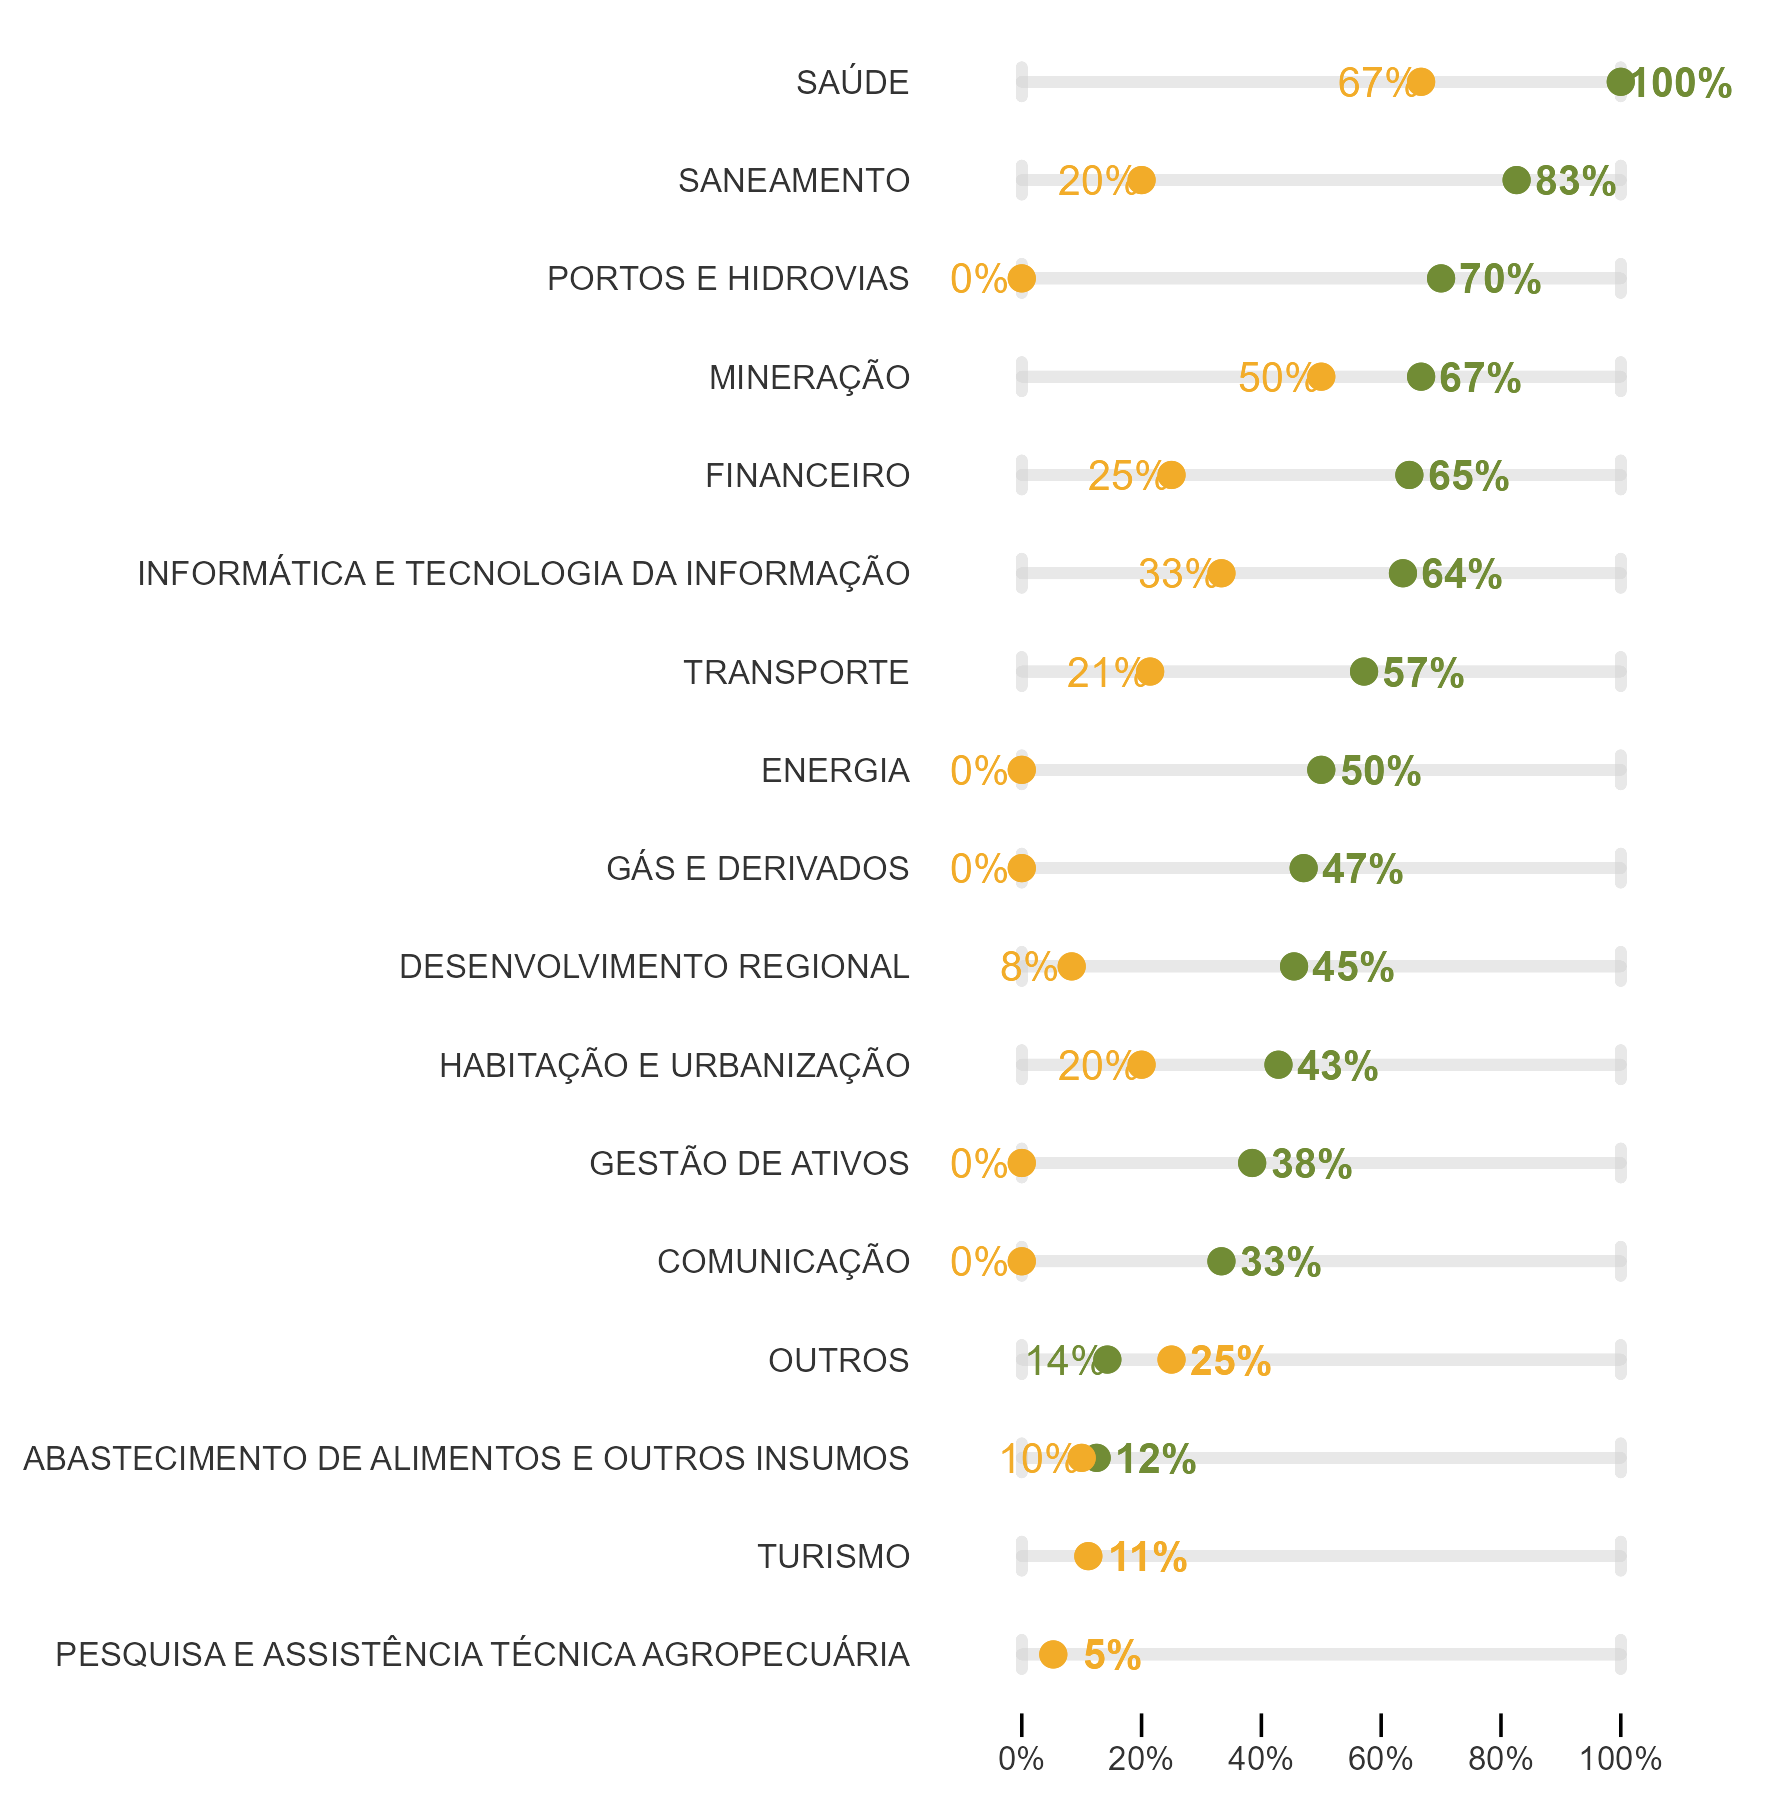 SAÚDE 67% 100%
SANEAMENTO 20% 83%
PORTOS E HIDROVIAS 0% 70%
MINERAÇÃO 50% 67%
FINANCEIRO 25% 65%
INFORMÁTICA E TECNOLOGIA DA INFORMAÇÃO 33% 64%
TRANSPORTE 21% 57%
ENERGIA 0% 50%
GÁS E DERIVADOS 0% 47%
DESENVOLVIMENTO REGIONAL 8% 45%
HABITAÇÃO E URBANIZAÇÃO 20% 43%
GESTÃO DE ATIVOS 0% 38%
COMUNICAÇÃO 0% 33%
OUTROS 14% 25%
ABASTECIMENTO DE ALIMENTOS E OUTROS INSUMOS 10% 12%
TURISMO 11%
PESQUISA E ASSISTÊNCIA TÉCNICA AGROPECUÁRIA 5%
0% 20% 40% 60% 80% 100%